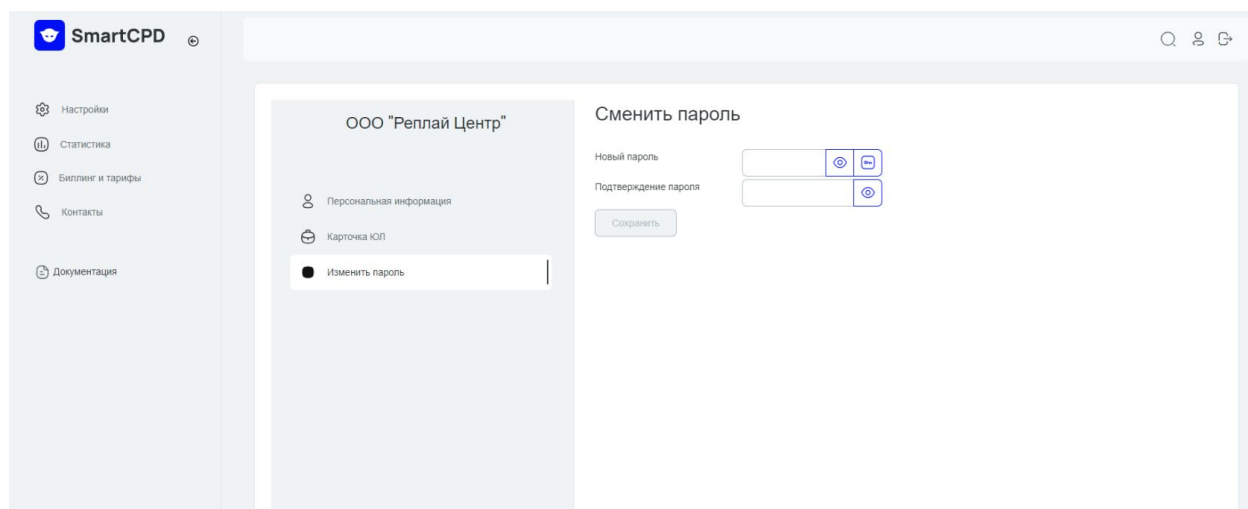 SmartCPD
Настройки
Статистика
Биллинг и тарифы
Контакты
Документация
ООО "Реплай Центр"
Персональная информация
Карточка ЮЛ
Изменить пароль
Сменить пароль
Новый пароль
Подтверждение пароля
Сохранить